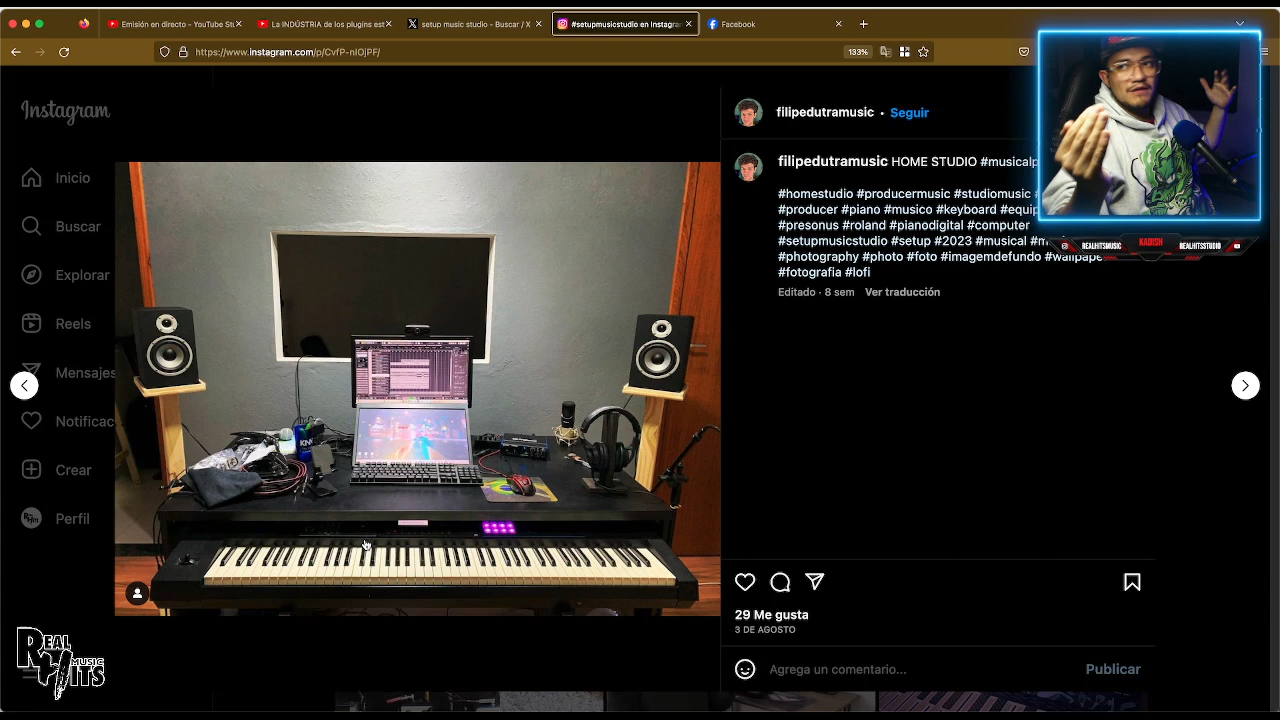 Emisión en directo - YouTube Stu
La INDÚSTRIA de los plugins est
setup music studio - Buscar / X
#setupmusicstudio en Instagram
Facebook
https://www.instagram.com/p/CvfP-nIOjPF/
133%
Instagram
Inicio
Buscar
Explorar
Reels
Mensajes
Notificac
Crear
Perfil
filipedutramusic • Seguir
filipedutramusic HOME STUDIO #musicalp
#homestudio #producermusic #studiomusic
#producer #piano #musico #keyboard #equip
#presonus #roland #pianodigital #computer
#setupmusicstudio #setup #2023 #musical #m
#photography #photo #foto #imagemdefundo #wallpape
#fotografia #lofi
Editado · 8 sem Ver traducción
REALHITSMUSIC KADISH REALHITSSTUDIO
29 Me gusta
3 DE AGOSTO
Agrega un comentario... Publicar
REAL
HITS
MUSIC